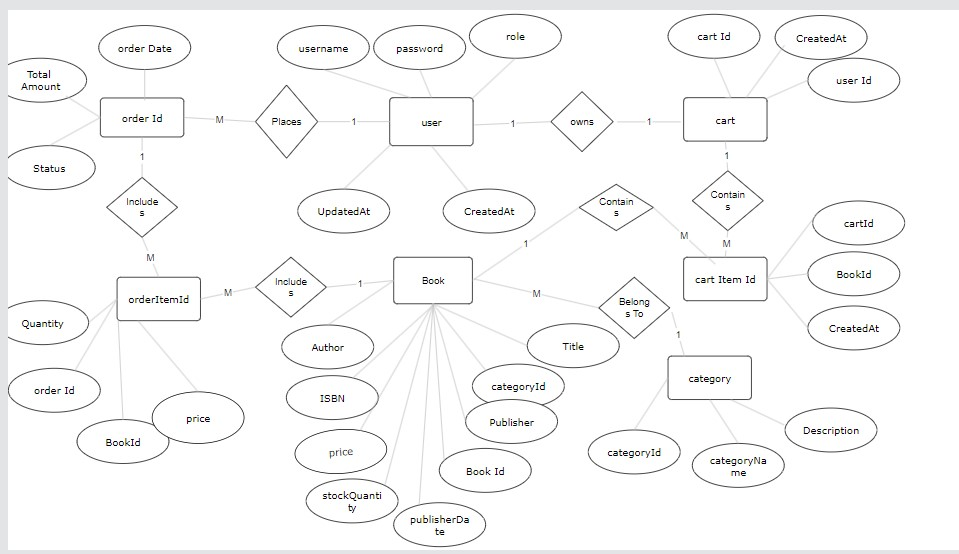 order Date
username
password
role
cart Id
CreatedAt
Total
Amount
user Id
order Id
M
Places
1
user
1
owns
1
cart
Status
1
1
Include
s
UpdatedAt
CreatedAt
Contain
s
Contain
s
cartId
M
1
M
M
orderItemId
M
Include
s
1
Book
M
Belong
s To
cart Item Id
BookId
Quantity
CreatedAt
1
Author
Title
category
order Id
ISBN
categoryId
BookId
price
Publisher
Description
price
Book Id
categoryId
categoryNa
me
stockQuanti
ty
publisherDa
te